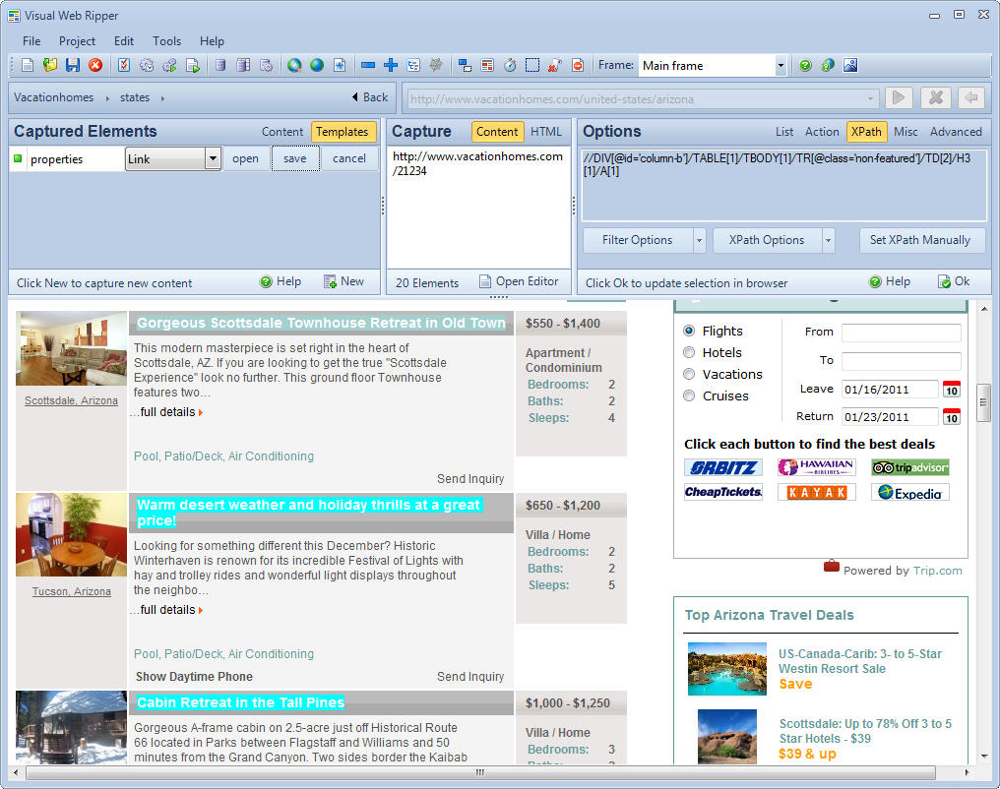 Visual Web Ripper
File Project Edit Tools Help
Frame: Main frame
Vacationhomes states Back http://www.vacationhomes.com/united-states/arizona
Captured Elements Content Templates
properties Link open save cancel
Click New to capture new content Help New
Capture Content HTML
http://www.vacationhomes.com
/21234
20 Elements Open Editor
Options List Action XPath Misc Advanced
//DIV[@id='column-b']/TABLE[1]/TBODY[1]/TR[@class='non-featured']/TD[2]/H3
[1]/A[1]
Filter Options XPath Options Set XPath Manually
Click Ok to update selection in browser Help Ok
Gorgeous Scottsdale Townhouse Retreat in Old Town
This modern masterpiece is set right in the heart of
Scottsdale, AZ. If you are looking to get the true "Scottsdale
Experience" look no further. This ground floor Townhouse
features two...
...full details
Scottsdale, Arizona
Pool, Patio/Deck, Air Conditioning
Send Inquiry
$550 - $1,400
Apartment /
Condominium
Bedrooms: 2
Baths: 2
Sleeps: 4
Warm desert weather and holiday thrills at a great
price!
Looking for something different this December? Historic
Winterhaven is renown for its incredible Festival of Lights with
hay and trolley rides and wonderful light displays throughout
the neighbo...
...full details
Tucson, Arizona
Pool, Patio/Deck, Air Conditioning
Show Daytime Phone Send Inquiry
$650 - $1,200
Villa / Home
Bedrooms: 2
Baths: 2
Sleeps: 5
Cabin Retreat in the Tall Pines
Gorgeous A-frame cabin on 2.5-acre just off Historical Route
66 located in Parks between Flagstaff and Williams and 50
minutes from the Grand Canyon. Two sides border the Kaibab
$1,000 - $1,250
Villa / Home
Bedrooms: 3
Flights
Hotels
Vacations
Cruises
From
To
Leave 01/16/2011 10
Return 01/23/2011 10
Click each button to find the best deals
ORBITZ HAWAIIAN AIRLINES tripadvisor
CheapTickets KAYAK Expedia
Powered by Trip.com
Top Arizona Travel Deals
US-Canada-Carib: 3- to 5-Star
Westin Resort Sale
Save
Scottsdale: Up to 78% Off 3 to 5
Star Hotels - $39
$39 & up